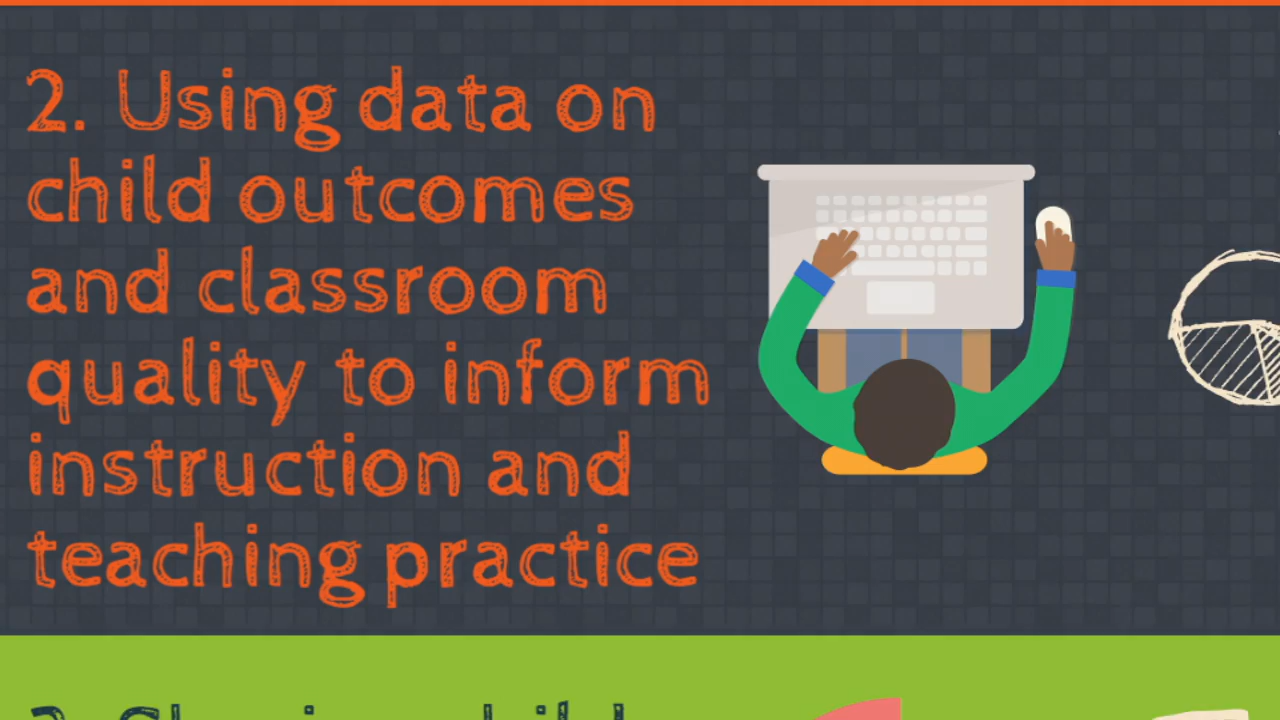 2. Using data on
child outcomes
and classroom
quality to inform
instruction and
teaching practice